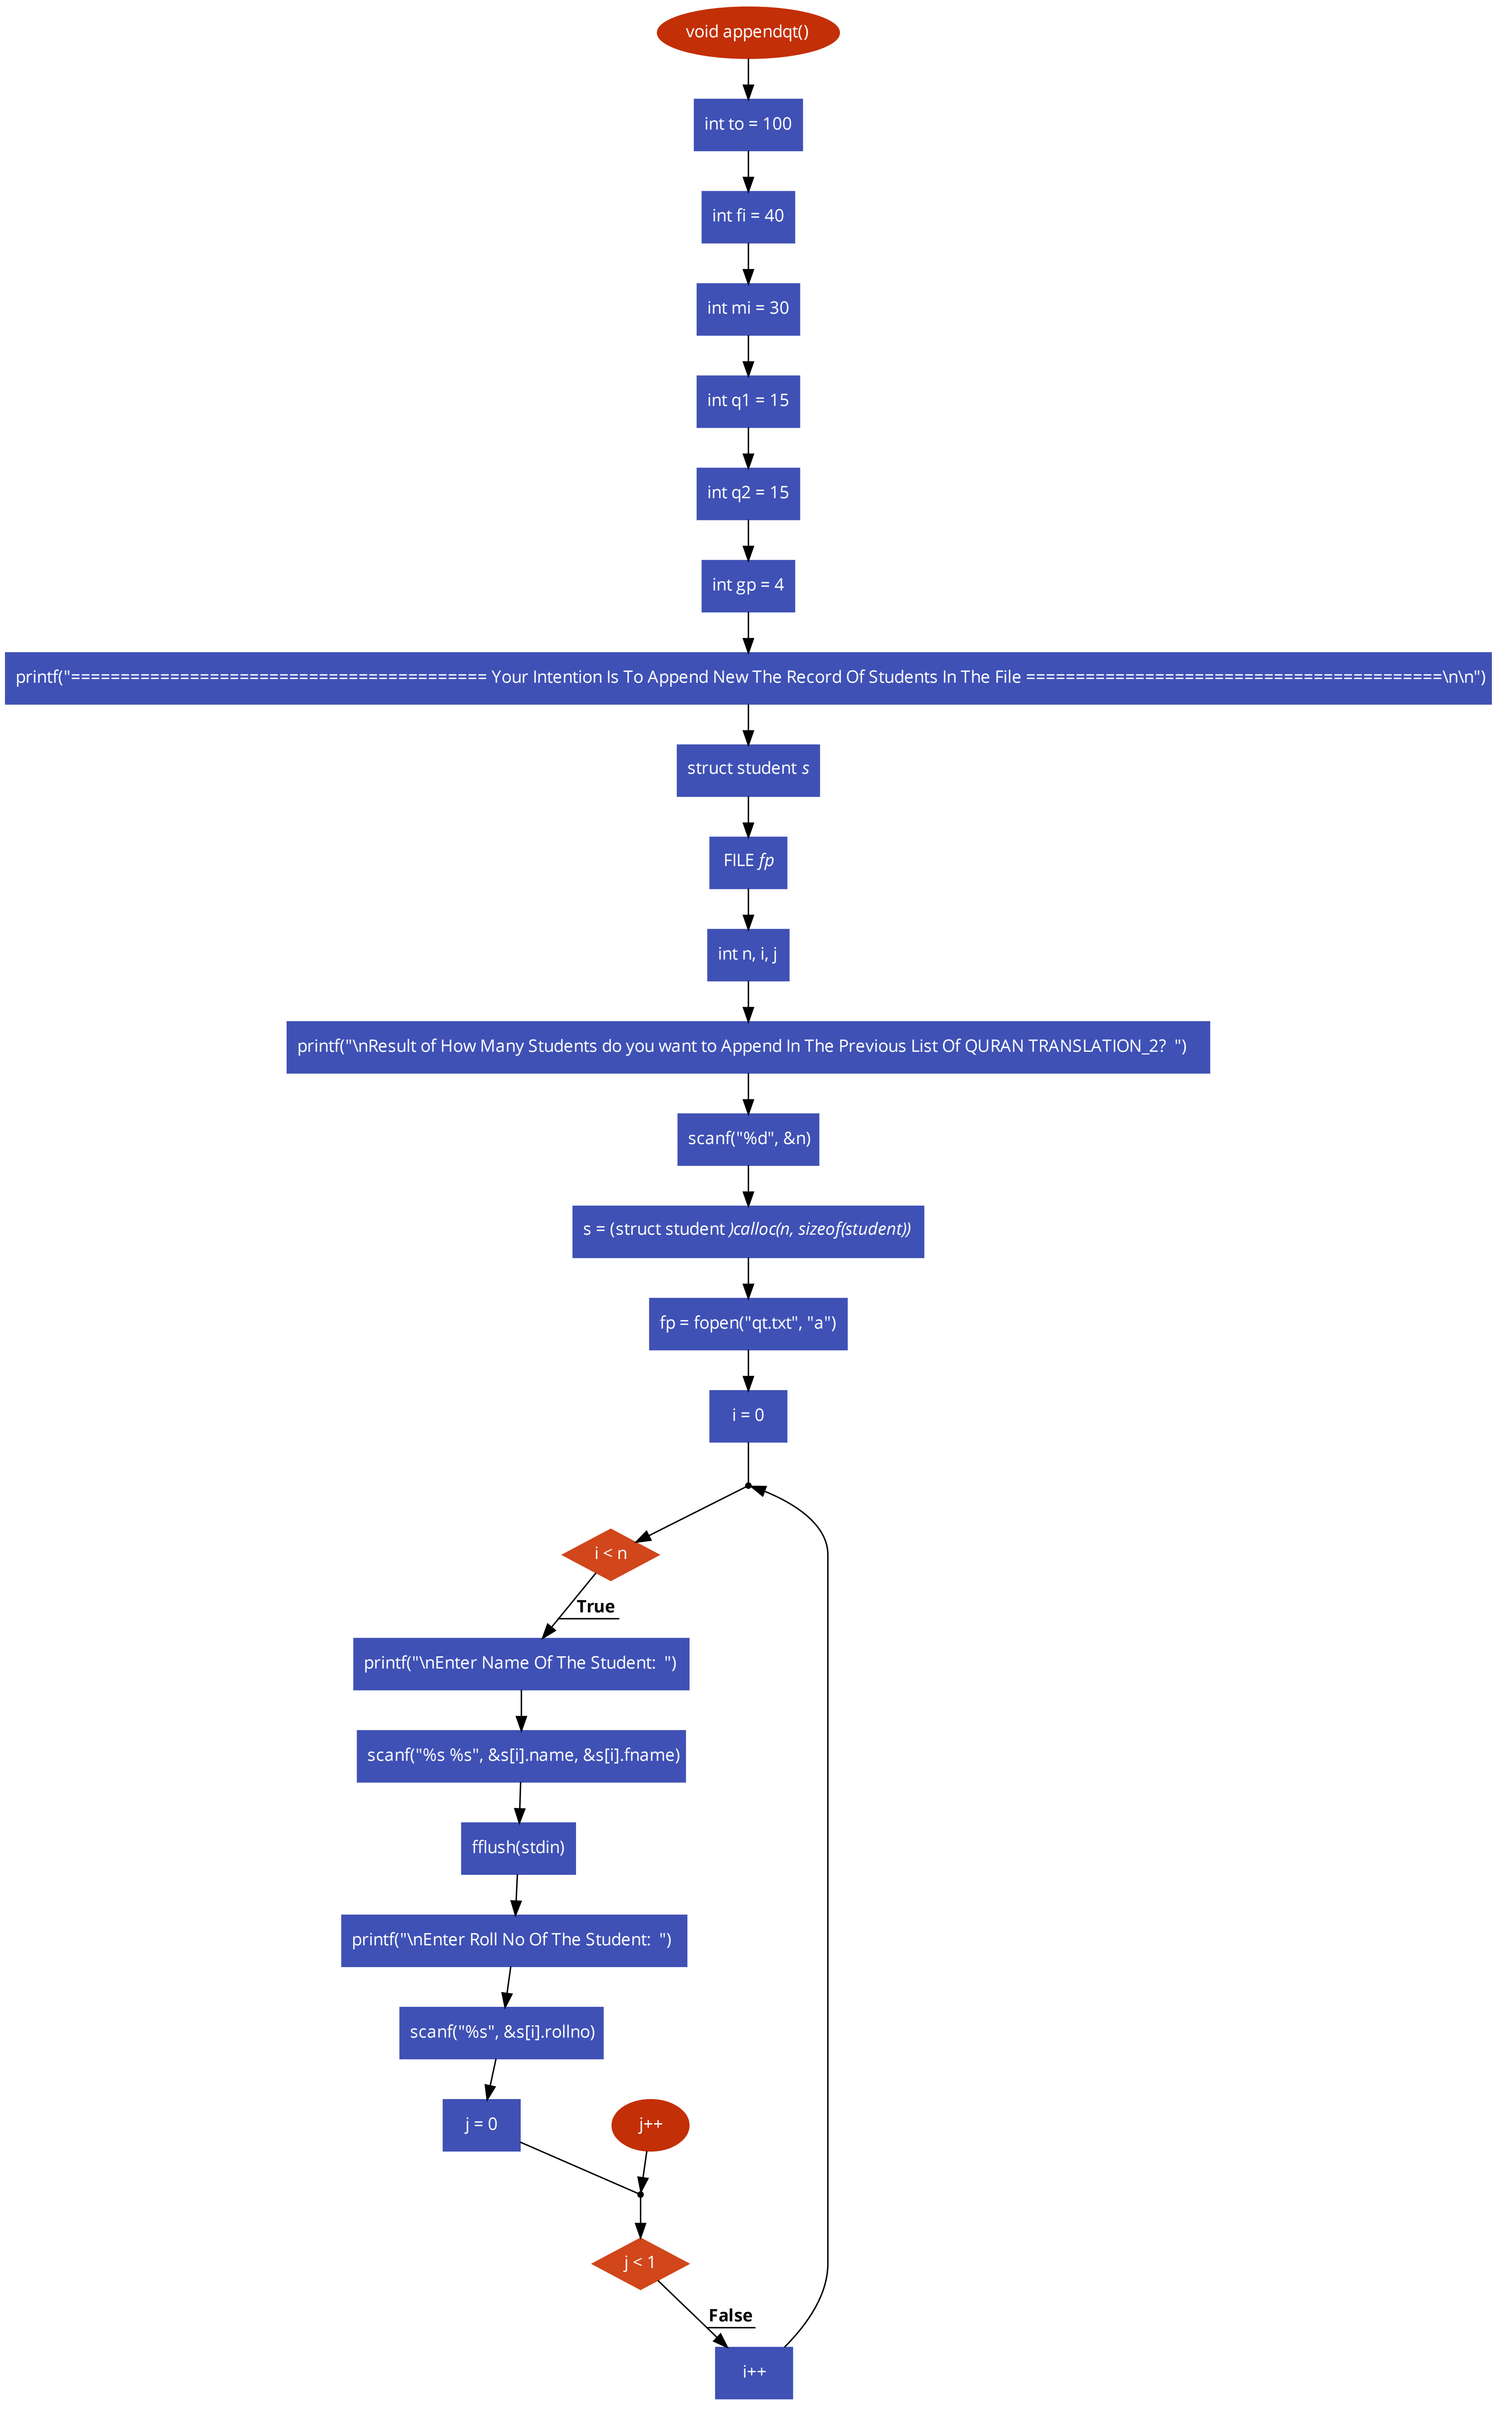 void appendqt()
int to = 100
int fi = 40
int mi = 30
int q1 = 15
int q2 = 15
int gp = 4
printf("========================================== Your Intention Is To Append New The Record Of Students In The File ==========================================\n\n")
struct student s
FILE fp
int n, i, j
printf("\nResult of How Many Students do you want to Append In The Previous List Of QURAN TRANSLATION_2?  ")
scanf("%d", &n)
s = (struct student )calloc(n, sizeof(student))
fp = fopen("qt.txt", "a")
i = 0
i < n
True
printf("\nEnter Name Of The Student:  ")
scanf("%s %s", &s[i].name, &s[i].fname)
fflush(stdin)
printf("\nEnter Roll No Of The Student:  ")
scanf("%s", &s[i].rollno)
j = 0
j++
j < 1
False
i++